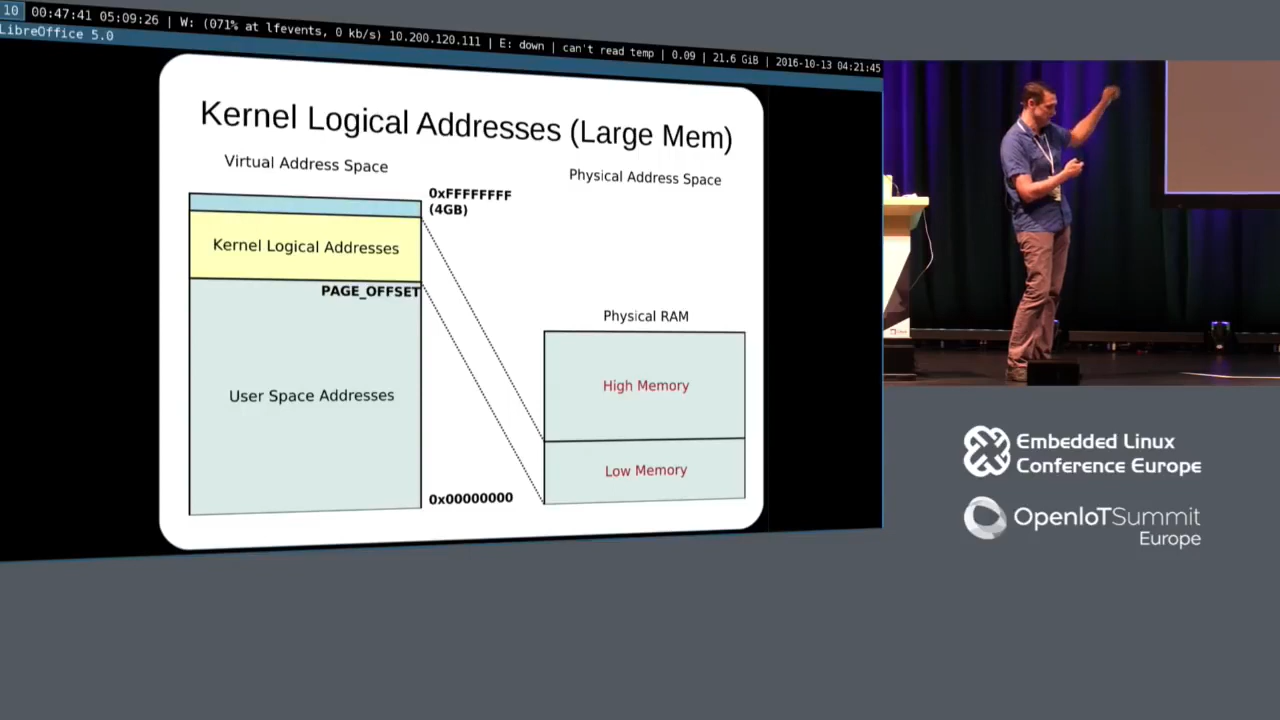 10 00:47:41 05:09:26 | W: (071% at lfevents, 0 kb/s) 10.200.120.111 | E: down | can't read temp | 0.09 | 21.6 GiB | 2016-10-13 04:21:45
LibreOffice 5.0
Kernel Logical Addresses (Large Mem)
Virtual Address Space
Physical Address Space
0xFFFFFFFF
(4GB)
Kernel Logical Addresses
PAGE_OFFSET
Physical RAM
High Memory
User Space Addresses
Low Memory
0x00000000
Embedded Linux
Conference Europe
OpenIoTSummit
Europe